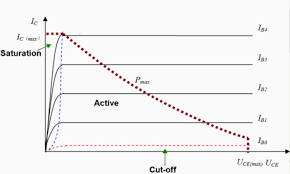 I_C
I_C (max)
I_B4
Saturation
I_B3
P_max
I_B2
Active
I_B1
I_B0
U_CE(max) U_CE
Cut-off